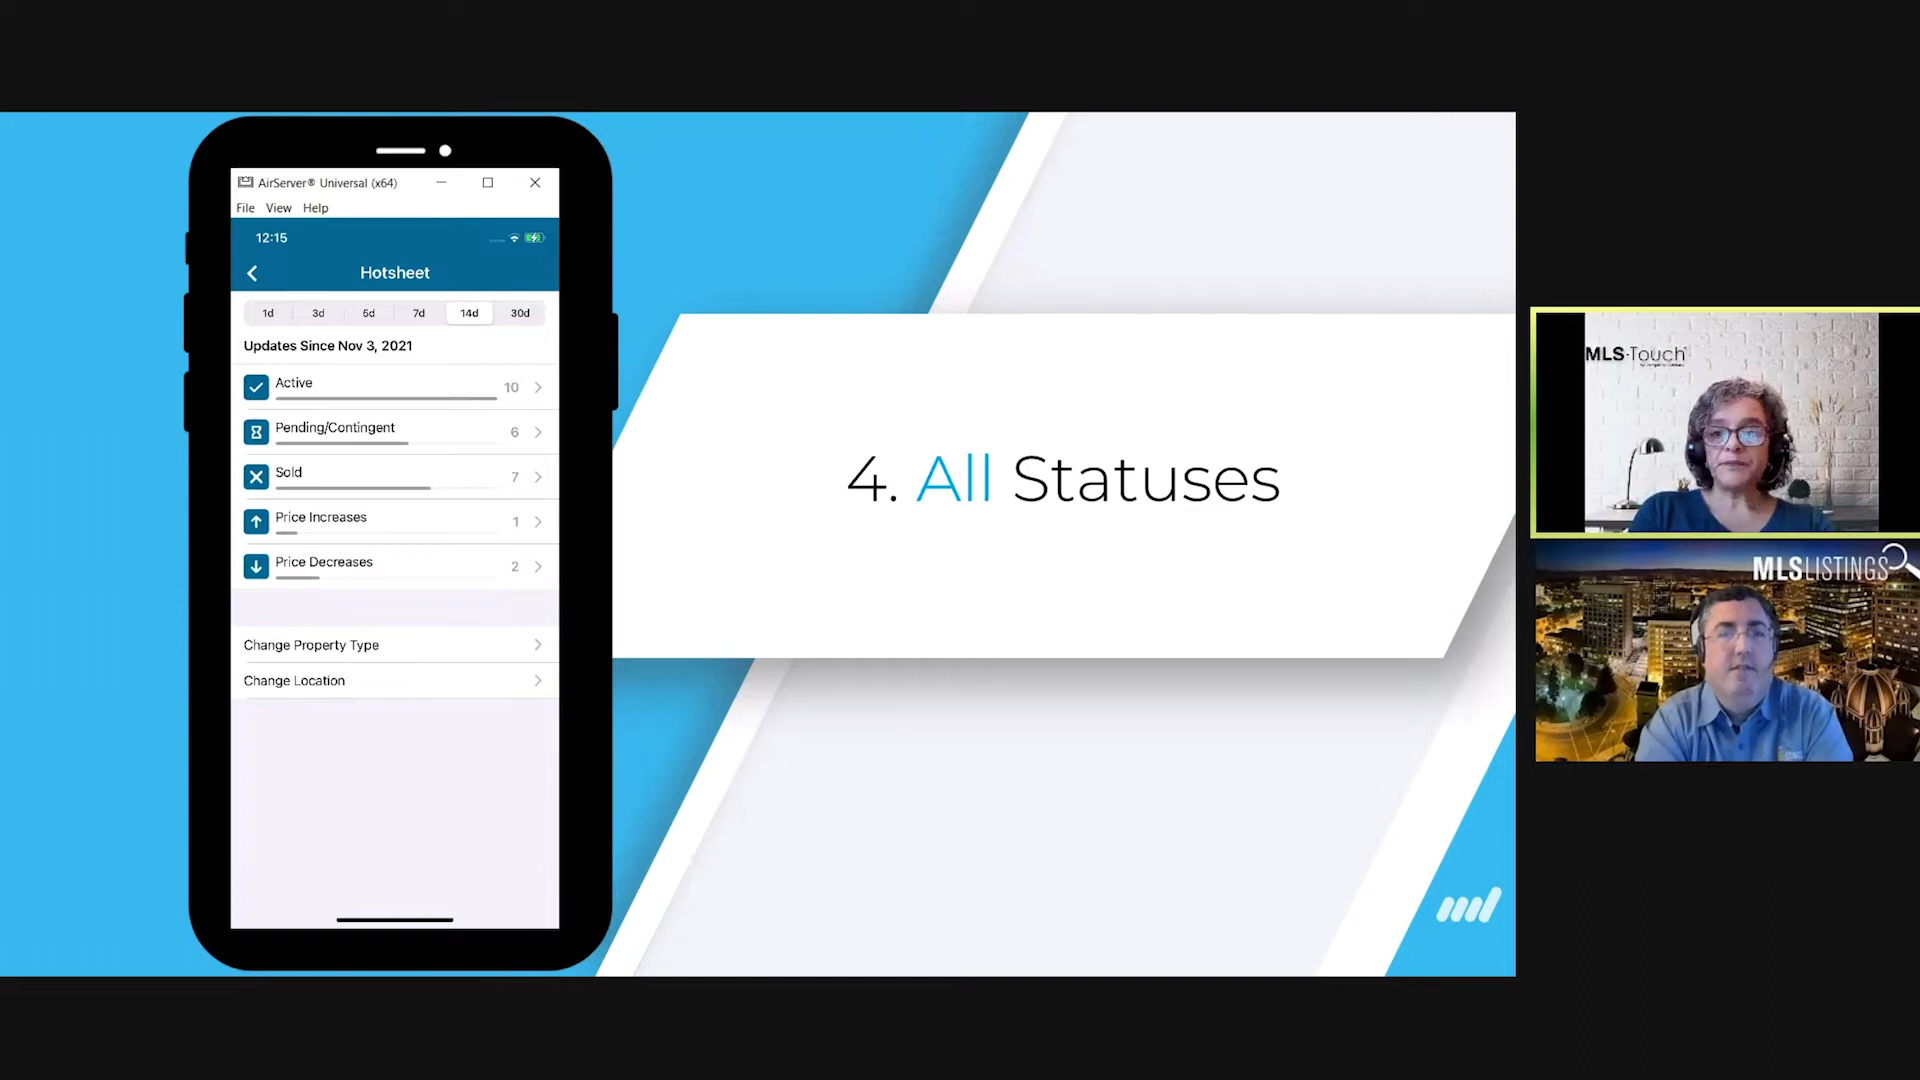 AirServer® Universal (x64)
File View Help
12:15
Hotsheet
1d 3d 5d 7d 14d 30d
Updates Since Nov 3, 2021
Active 10
Pending/Contingent 6
Sold 7
Price Increases 1
Price Decreases 2
Change Property Type
Change Location
4. All Statuses
MLS-Touch
MLSLISTINGS